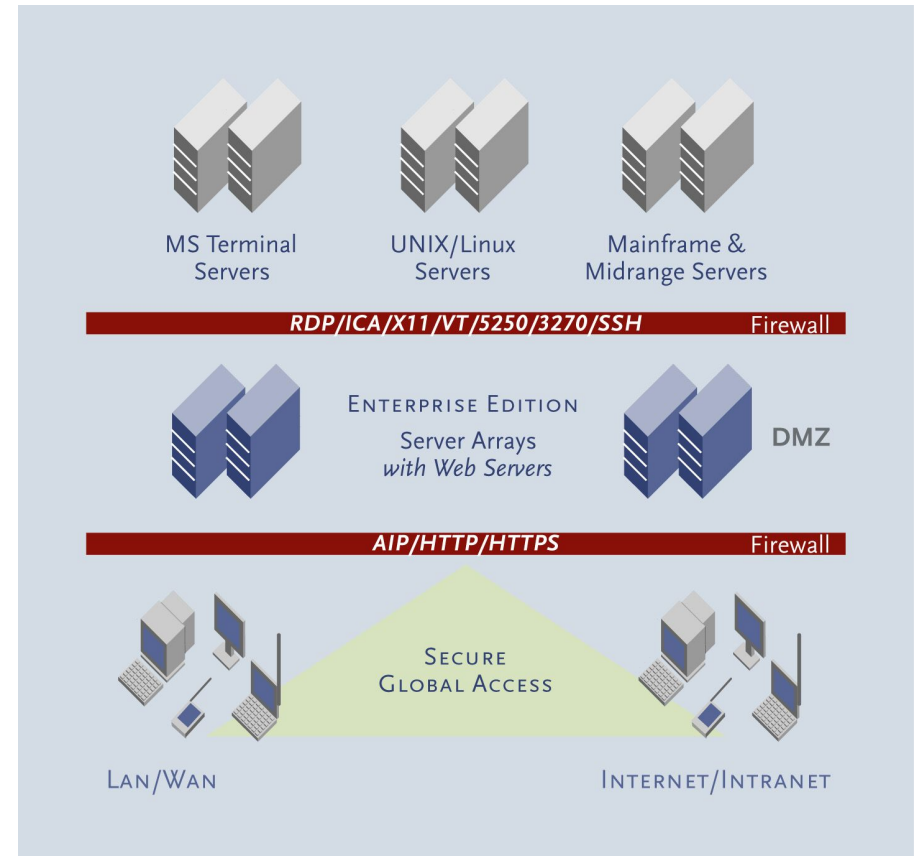 MS Terminal
Servers
UNIX/Linux
Servers
Mainframe &
Midrange Servers
RDP/ICA/X11/VT/5250/3270/SSH
Firewall
ENTERPRISE EDITION
Server Arrays
with Web Servers
DMZ
AIP/HTTP/HTTPS
Firewall
SECURE
GLOBAL ACCESS
LAN/WAN
INTERNET/INTRANET